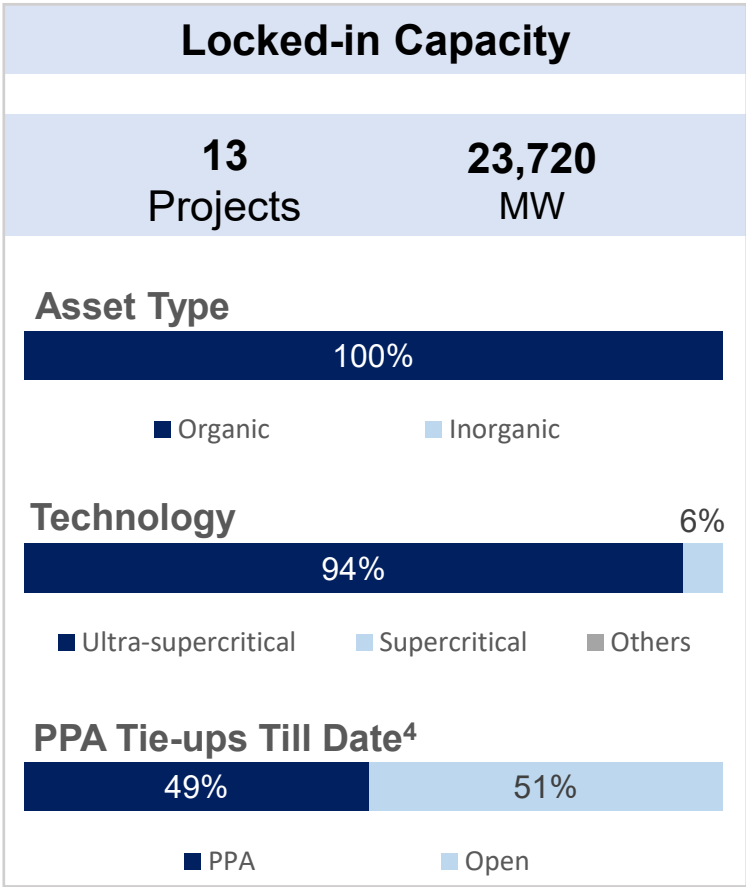 Locked-in Capacity
13 23,720
Projects MW
Asset Type
100%
Organic Inorganic
Technology 6%
94%
Ultra-supercritical Supercritical Others
PPA Tie-ups Till Date⁴
49% 51%
PPA Open